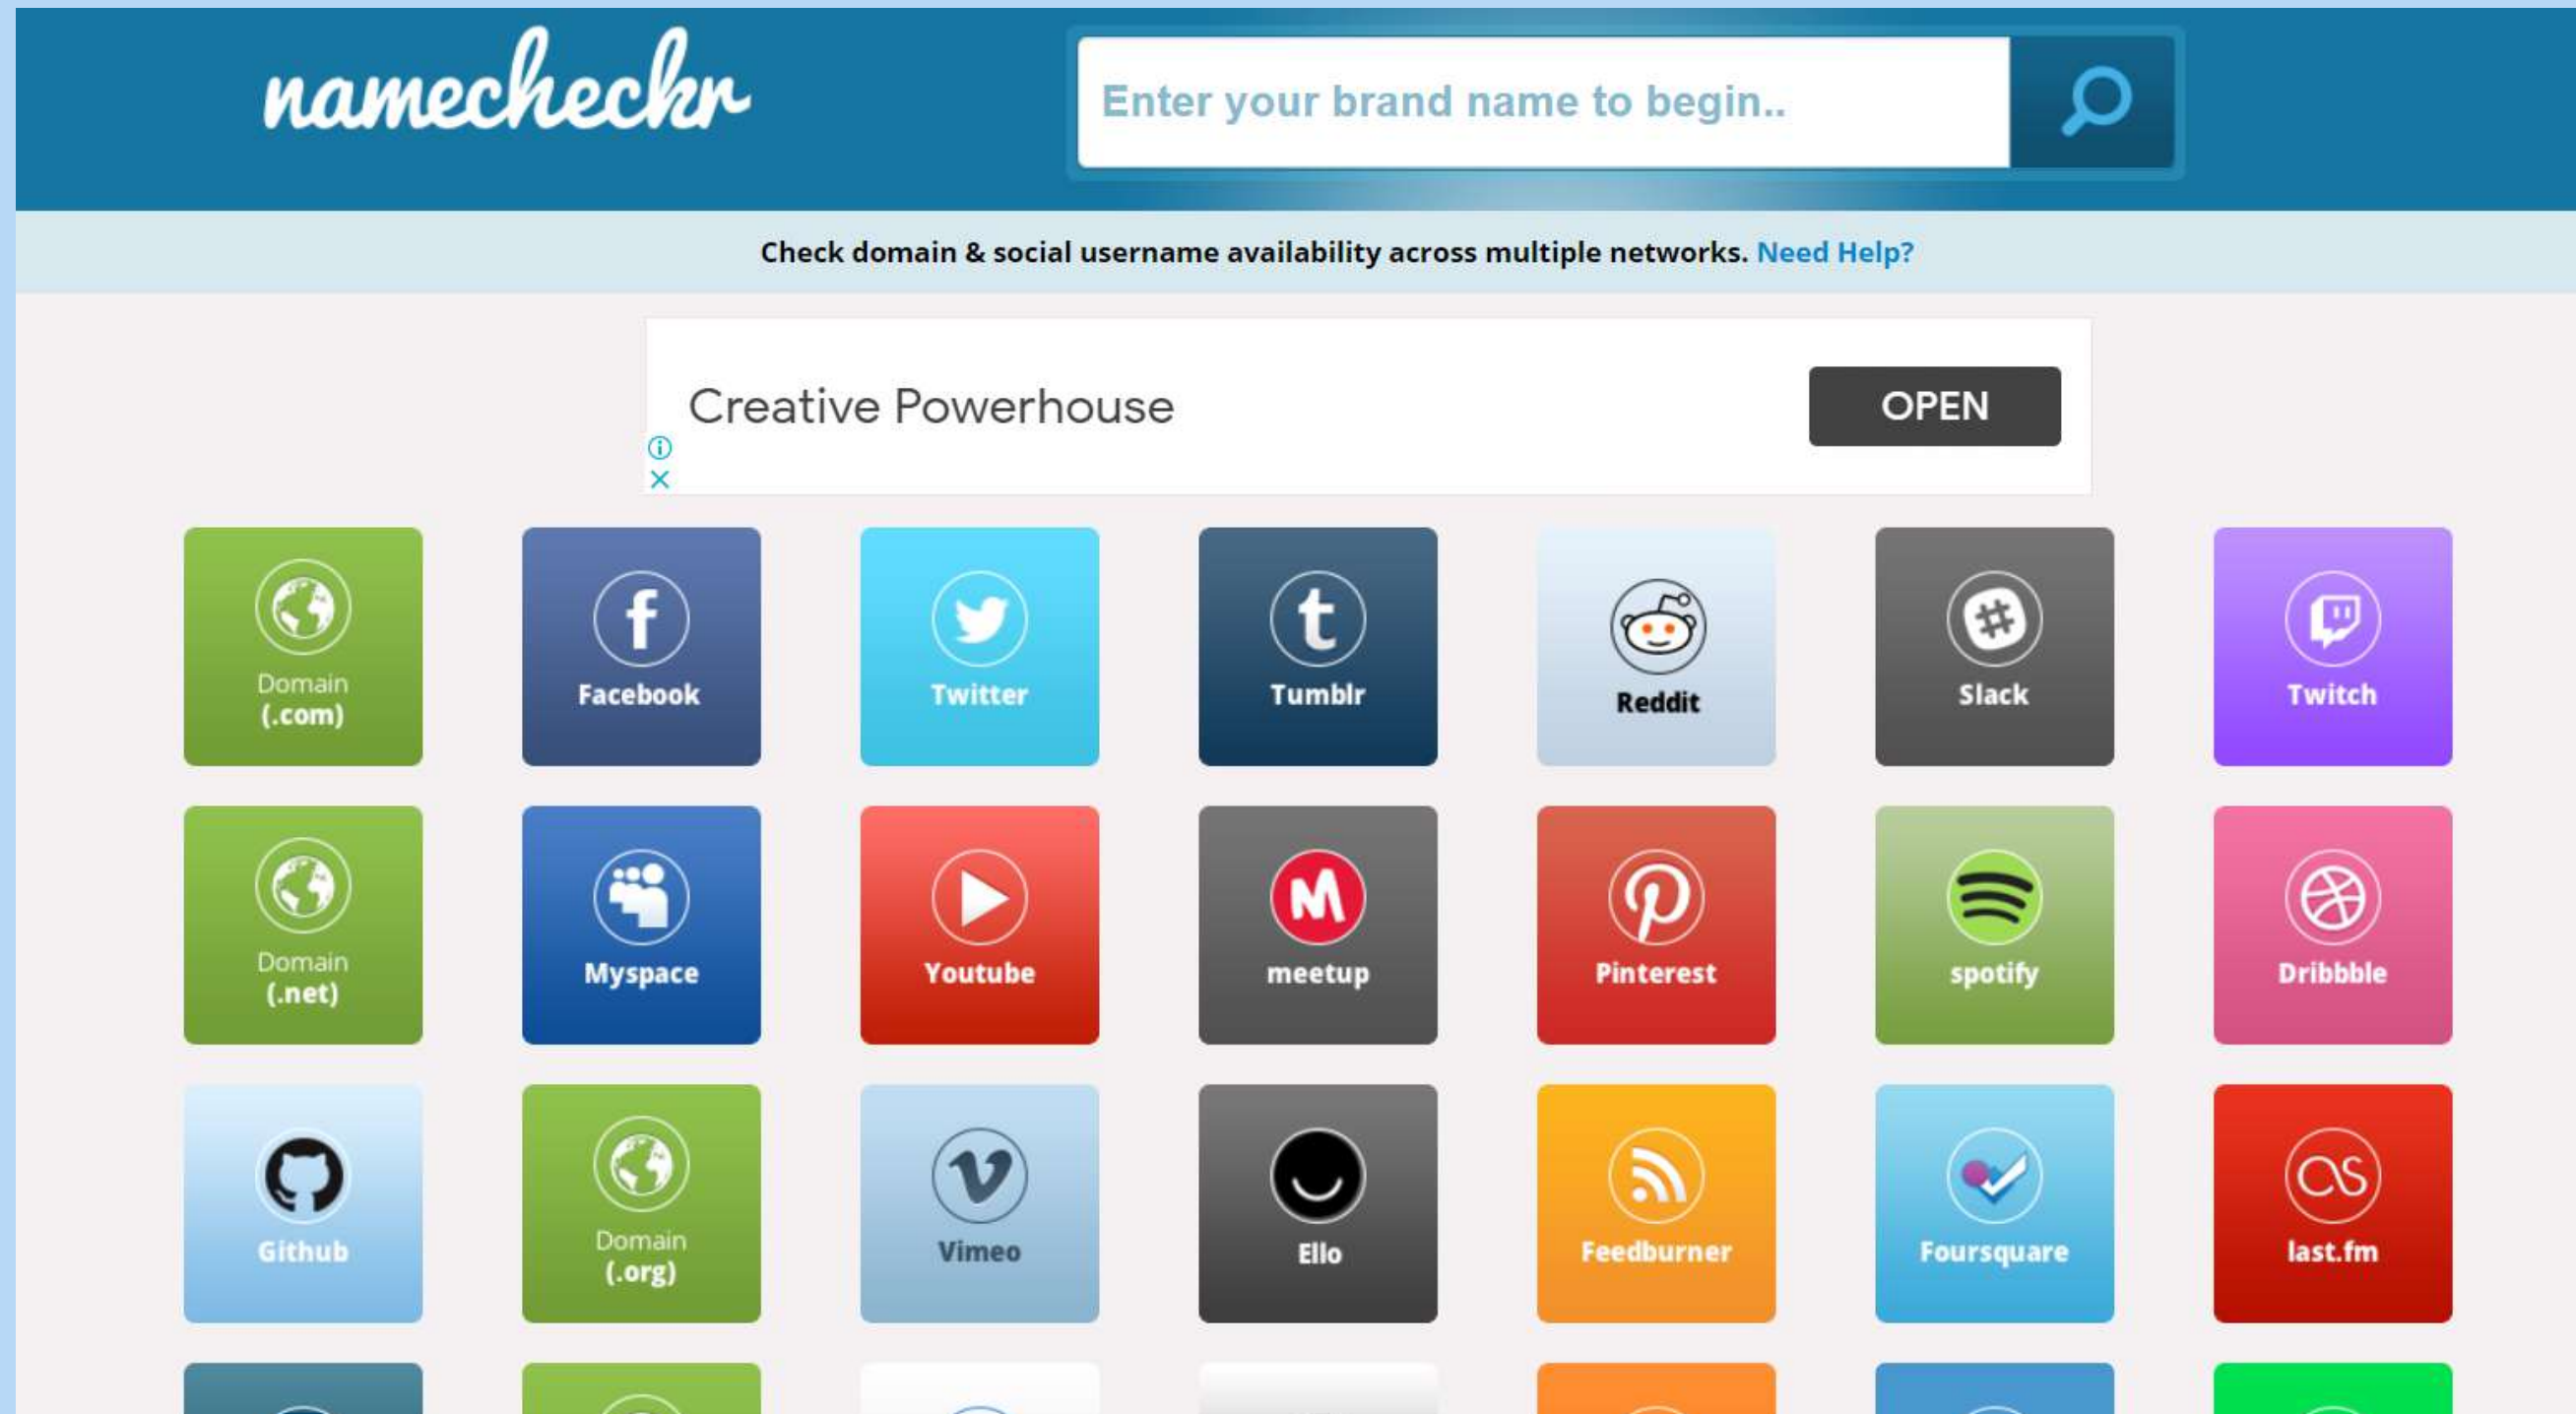 namecheckr
Enter your brand name to begin..
Check domain & social username availability across multiple networks. Need Help?
Creative Powerhouse
OPEN
Domain
(.com)
Facebook
Twitter
Tumblr
Reddit
Slack
Twitch
Domain
(.net)
Myspace
Youtube
meetup
Pinterest
spotify
Dribbble
Github
Domain
(.org)
Vimeo
Ello
Feedburner
Foursquare
last.fm